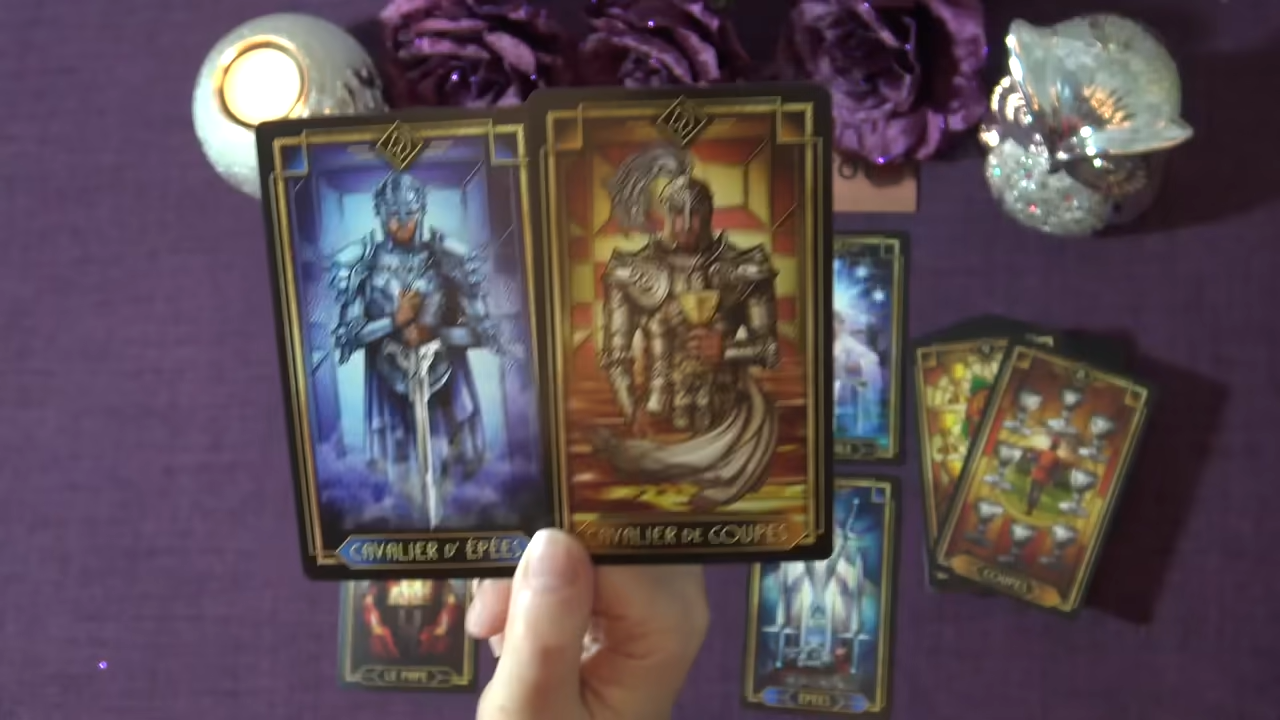 CAVALIER D' ÉPÉES
CAVALIER DE COUPES
COUPES
LE PAPE
ÉPÉES